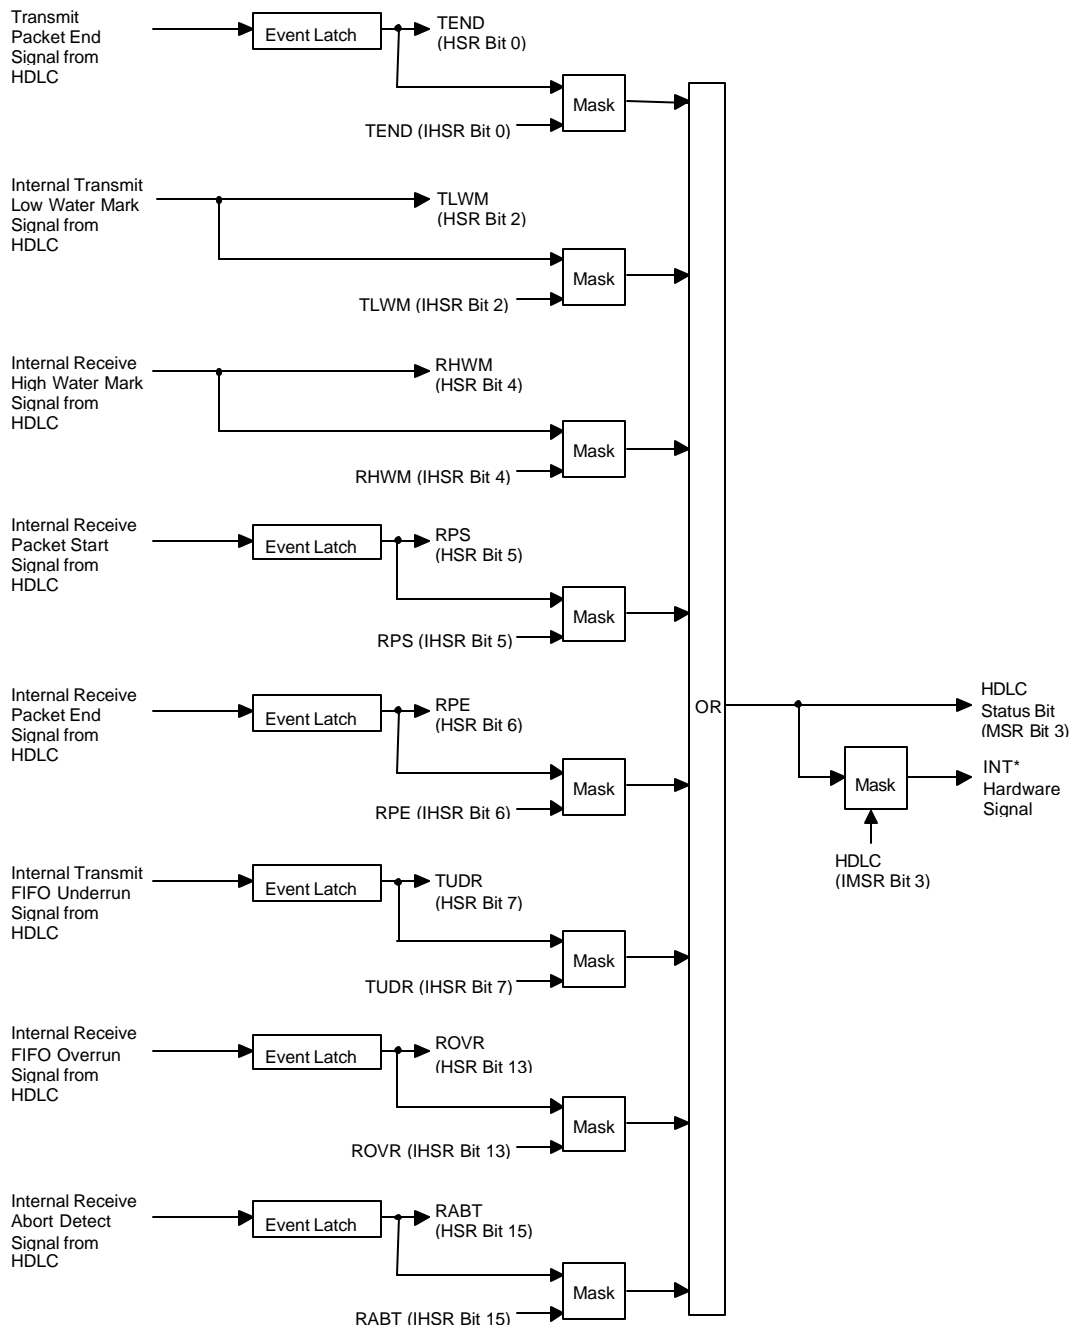 Transmit
Packet End
Signal from
HDLC
Event Latch
TEND
(HSR Bit 0)
Mask
TEND (IHSR Bit 0)
Internal Transmit
Low Water Mark
Signal from
HDLC
TLWM
(HSR Bit 2)
Mask
TLWM (IHSR Bit 2)
Internal Receive
High Water Mark
Signal from
HDLC
RHWM
(HSR Bit 4)
Mask
RHWM (IHSR Bit 4)
Internal Receive
Packet Start
Signal from
HDLC
Event Latch
RPS
(HSR Bit 5)
Mask
RPS (IHSR Bit 5)
Internal Receive
Packet End
Signal from
HDLC
Event Latch
RPE
(HSR Bit 6)
Mask
RPE (IHSR Bit 6)
OR
HDLC
Status Bit
(MSR Bit 3)
Mask
INT*
Hardware
Signal
HDLC
(IMSR Bit 3)
Internal Transmit
FIFO Underrun
Signal from
HDLC
Event Latch
TUDR
(HSR Bit 7)
Mask
TUDR (IHSR Bit 7)
Internal Receive
FIFO Overrun
Signal from
HDLC
Event Latch
ROVR
(HSR Bit 13)
Mask
ROVR (IHSR Bit 13)
Internal Receive
Abort Detect
Signal from
HDLC
Event Latch
RABT
(HSR Bit 15)
Mask
RABT (IHSR Bit 15)